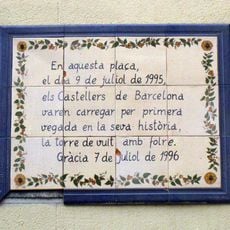 En aquesta plaça,
el dia 9 de juliol de 1995,
els Castellers de Barcelona
varen carregar per primera
vegada en la seva història,
la torre de vuit amb folre.
Gràcia 7 de juliol de 1996